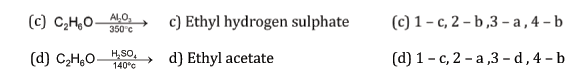 (c) C₂H₆O —Al₂O₃ 350°c→ c) Ethyl hydrogen sulphate (c) 1 – c, 2 – b ,3 – a , 4 – b
(d) C₂H₆O —H₂SO₄ 140°c→ d) Ethyl acetate (d) 1 – c, 2 – a ,3 – d , 4 – b